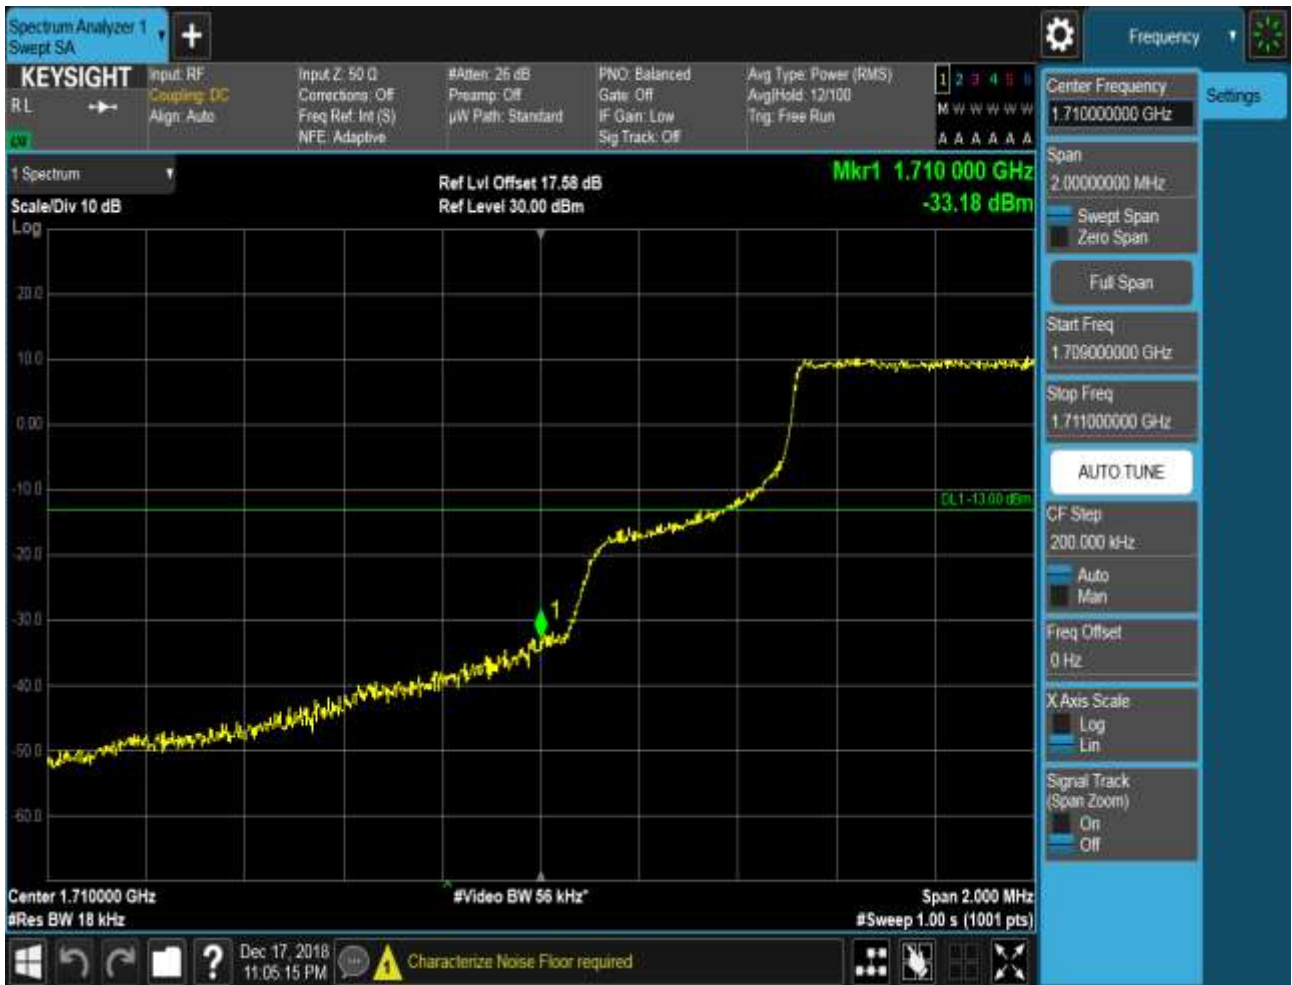 Spectrum Analyzer 1
Swept SA
Frequency
KEYSIGHT
R L
Input: RF
Coupling: DC
Align: Auto
Input Z: 50 Ω
Corrections: Off
Freq Ref: Int (S)
NFE: Adaptive
#Atten: 26 dB
Preamp: Off
µW Path: Standard
PNO: Balanced
Gate: Off
IF Gain: Low
Sig Track: Off
Avg Type: Power (RMS)
Avg|Hold: 12/100
Trig: Free Run
1 2 3 4 5 6
M W W W W W
A A A A A A
1 Spectrum
Scale/Div 10 dB
Ref Lvl Offset 17.58 dB
Ref Level 30.00 dBm
Mkr1 1.710 000 GHz
-33.18 dBm
Log
20.0
10.0
0.00
-10.0
-20.0
-30.0
-40.0
-50.0
-60.0
DL1 -13.00 dBm
1
Center 1.710000 GHz
#Res BW 18 kHz
#Video BW 56 kHz*
Span 2.000 MHz
#Sweep 1.00 s (1001 pts)
Center Frequency
1.710000000 GHz
Settings
Span
2.00000000 MHz
Swept Span
Zero Span
Full Span
Start Freq
1.709000000 GHz
Stop Freq
1.711000000 GHz
AUTO TUNE
CF Step
200.000 kHz
Auto
Man
Freq Offset
0 Hz
X Axis Scale
Log
Lin
Signal Track
(Span Zoom)
On
Off
?
Dec 17, 2018
11:05:15 PM
Characterize Noise Floor required